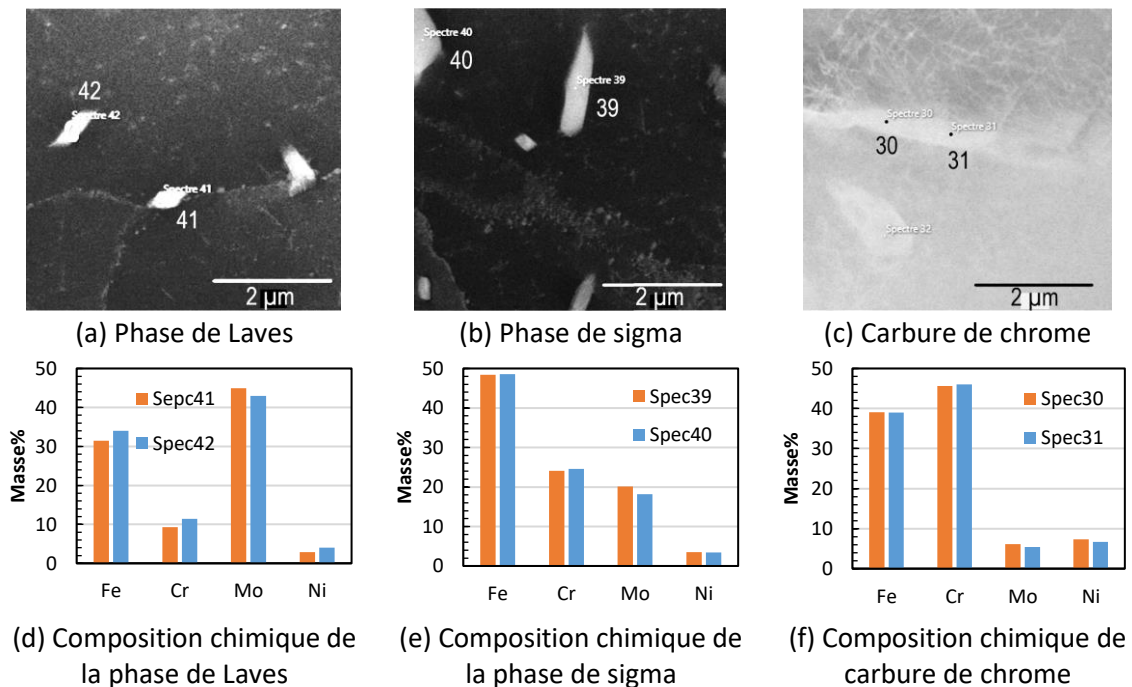 42
Spectre 42
Spectre 41
41
2 µm
Spectre 40
40
Spectre 39
39
2 µm
Spectre 30
Spectre 31
30
31
Spectre 32
2 µm
(a) Phase de Laves
(b) Phase de sigma
(c) Carbure de chrome
50
40
30
20
10
0
Masse%
Sepc41
Spec42
Fe Cr Mo Ni
50
40
30
20
10
0
Masse%
Spec39
Spec40
Fe Cr Mo Ni
50
40
30
20
10
0
Masse%
Spec30
Spec31
Fe Cr Mo Ni
(d) Composition chimique de
la phase de Laves
(e) Composition chimique de
la phase de sigma
(f) Composition chimique de
carbure de chrome